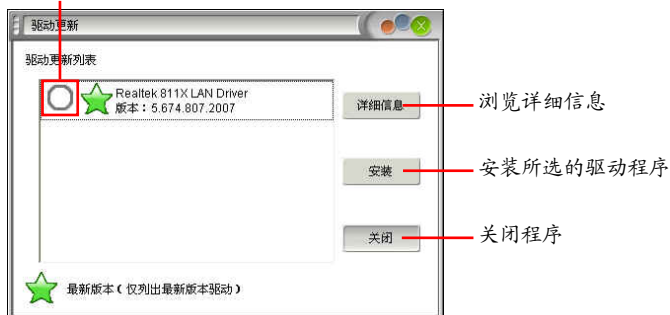 驱动更新
驱动更新列表
Realtek 811X LAN Driver
版本：5.674.807.2007
详细信息
浏览详细信息
安装
安装所选的驱动程序
关闭
关闭程序
最新版本（仅列出最新版本驱动）